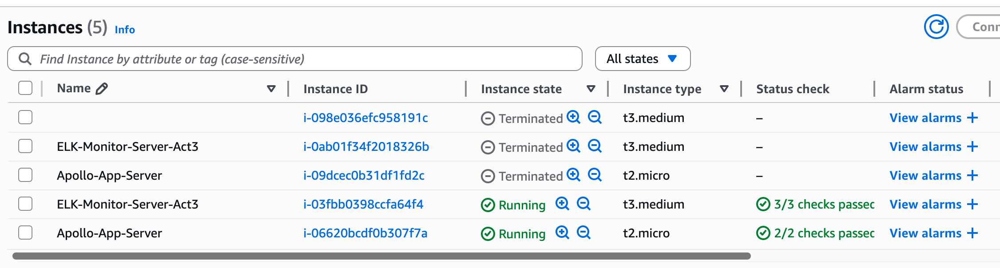 Instances (5) Info
Conn
Find Instance by attribute or tag (case-sensitive)
All states
Name Instance ID Instance state Instance type Status check Alarm status
i-098e036efc958191c Terminated t3.medium – View alarms +
ELK-Monitor-Server-Act3 i-0ab01f34f2018326b Terminated t3.medium – View alarms +
Apollo-App-Server i-09dcec0b31df1fd2c Terminated t2.micro – View alarms +
ELK-Monitor-Server-Act3 i-03fbb0398ccfa64f4 Running t3.medium 3/3 checks passed View alarms +
Apollo-App-Server i-06620bcdf0b307f7a Running t2.micro 2/2 checks passed View alarms +